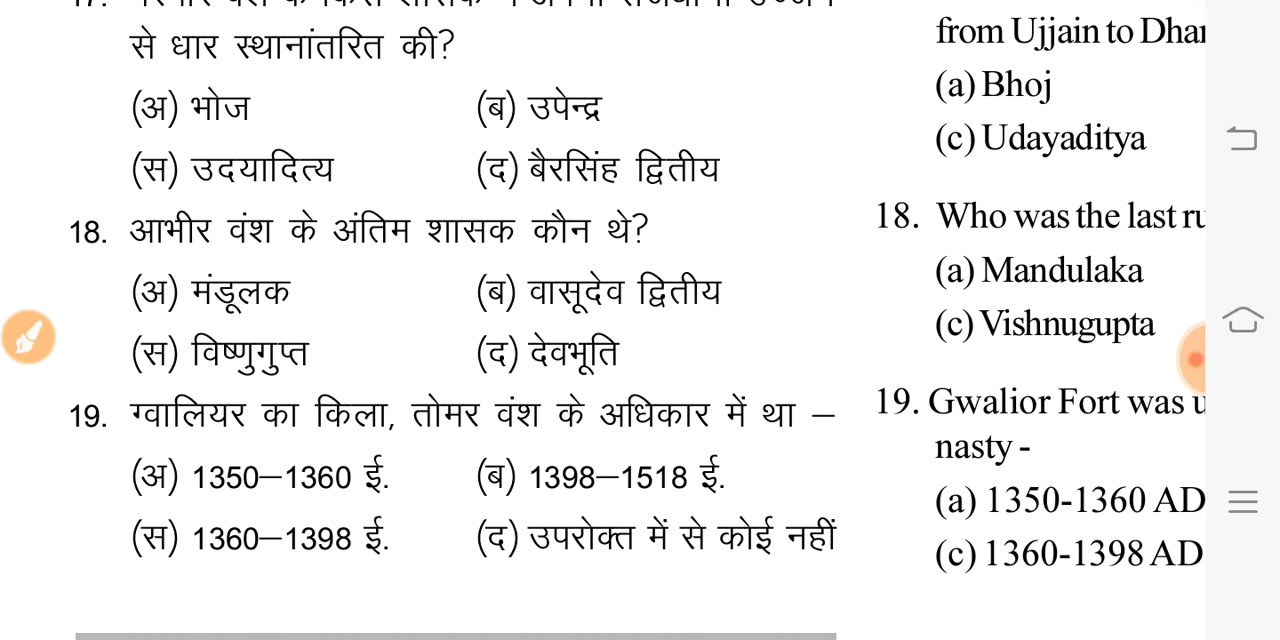 से धार स्थानांतरित की?
(अ) भोज (ब) उपेन्द्र
(स) उदयादित्य (द) बैरसिंह द्वितीय
18. आभीर वंश के अंतिम शासक कौन थे?
(अ) मंडूलक (ब) वासूदेव द्वितीय
(स) विष्णुगुप्त (द) देवभूति
19. ग्वालियर का किला, तोमर वंश के अधिकार में था –
(अ) 1350–1360 ई. (ब) 1398–1518 ई.
(स) 1360–1398 ई. (द) उपरोक्त में से कोई नहीं
from Ujjain to Dhar
(a) Bhoj
(c) Udayaditya
18. Who was the last
(a) Mandulaka
(c) Vishnugupta
19. Gwalior Fort was
nasty -
(a) 1350-1360 AD
(c) 1360-1398 AD